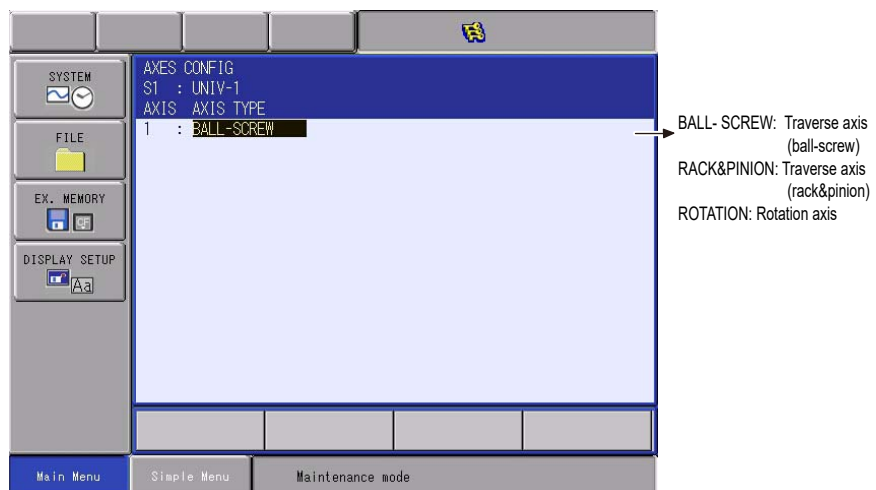 SYSTEM
FILE
EX. MEMORY
CF
DISPLAY SETUP
Aa
AXES CONFIG
S1 : UNIV-1
AXIS AXIS TYPE
1 : BALL-SCREW
BALL- SCREW: Traverse axis
(ball-screw)
RACK&PINION: Traverse axis
(rack&pinion)
ROTATION: Rotation axis
Main Menu
Simple Menu
Maintenance mode